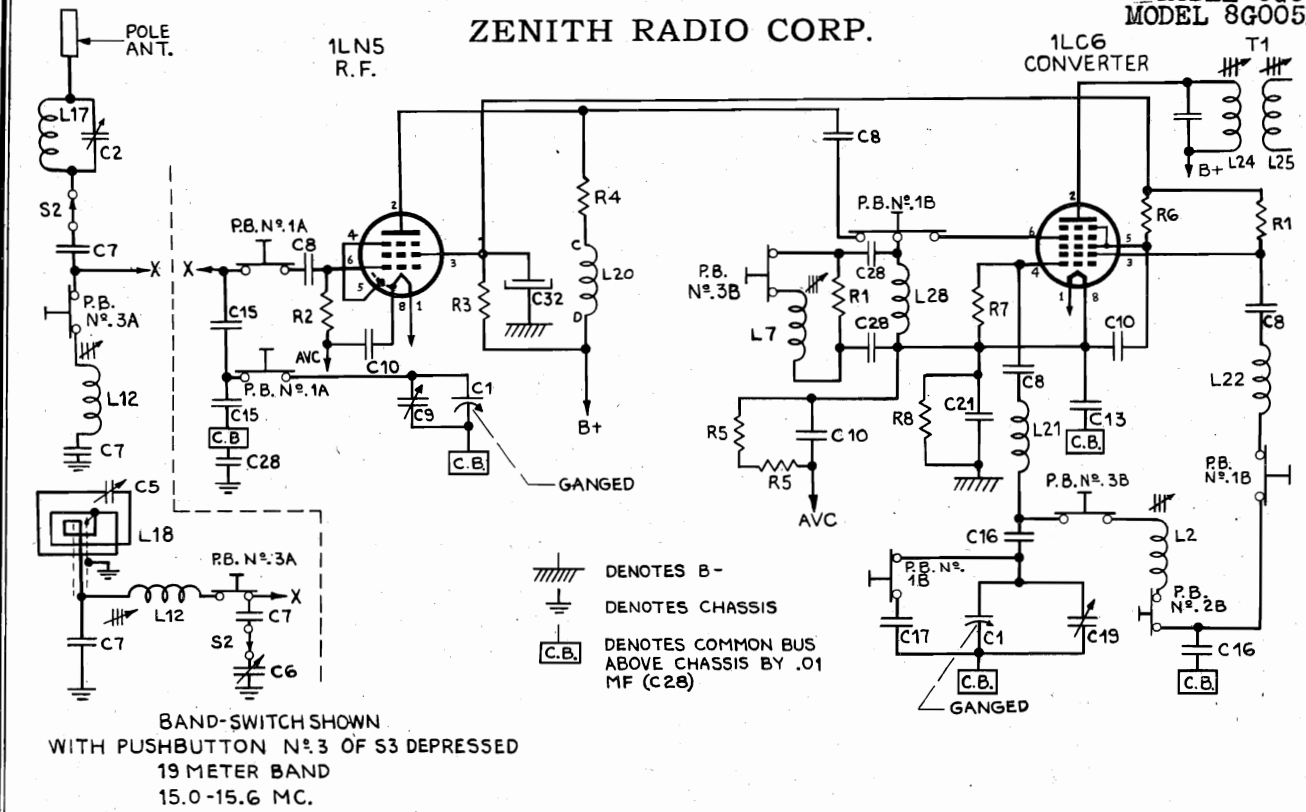 ZENITH RADIO CORP.
MODEL 8G005
POLE
ANT.
1LN5
R.F.
1LC6
CONVERTER
T1
L17
C2
S2
C7
X
X
P.B.
Nº.3A
L12
C7
P.B.Nº.1A
C8
C15
R2
AVC
C10
P.B.Nº.1A
C15
C.B
C28
2
4
6
5
3
8
1
R3
C32
C9
C1
C.B.
GANGED
R4
C
L20
D
B+
C8
P.B.Nº.1B
P.B.
Nº.3B
C28
R1
L28
L7
C28
R5
C10
R5
AVC
R7
R8
C21
C8
L21
C13
C.B.
C10
2
6
4
5
3
1
8
L24
L25
B+
R6
R1
C8
L22
P.B.
Nº.1B
P.B.Nº.3B
L2
P.B.
Nº.2B
C16
C.B.
C16
P.B.Nº.
1B
C17
C1
C19
C.B.
GANGED
C5
L18
P.B.Nº.3A
L12
X
C7
C7
S2
C6
DENOTES B-
DENOTES CHASSIS
C.B.
DENOTES COMMON BUS
ABOVE CHASSIS BY .01
MF (C28)
BAND-SWITCH SHOWN
WITH PUSHBUTTON Nº.3 OF S3 DEPRESSED
19 METER BAND
15.0-15.6 MC.